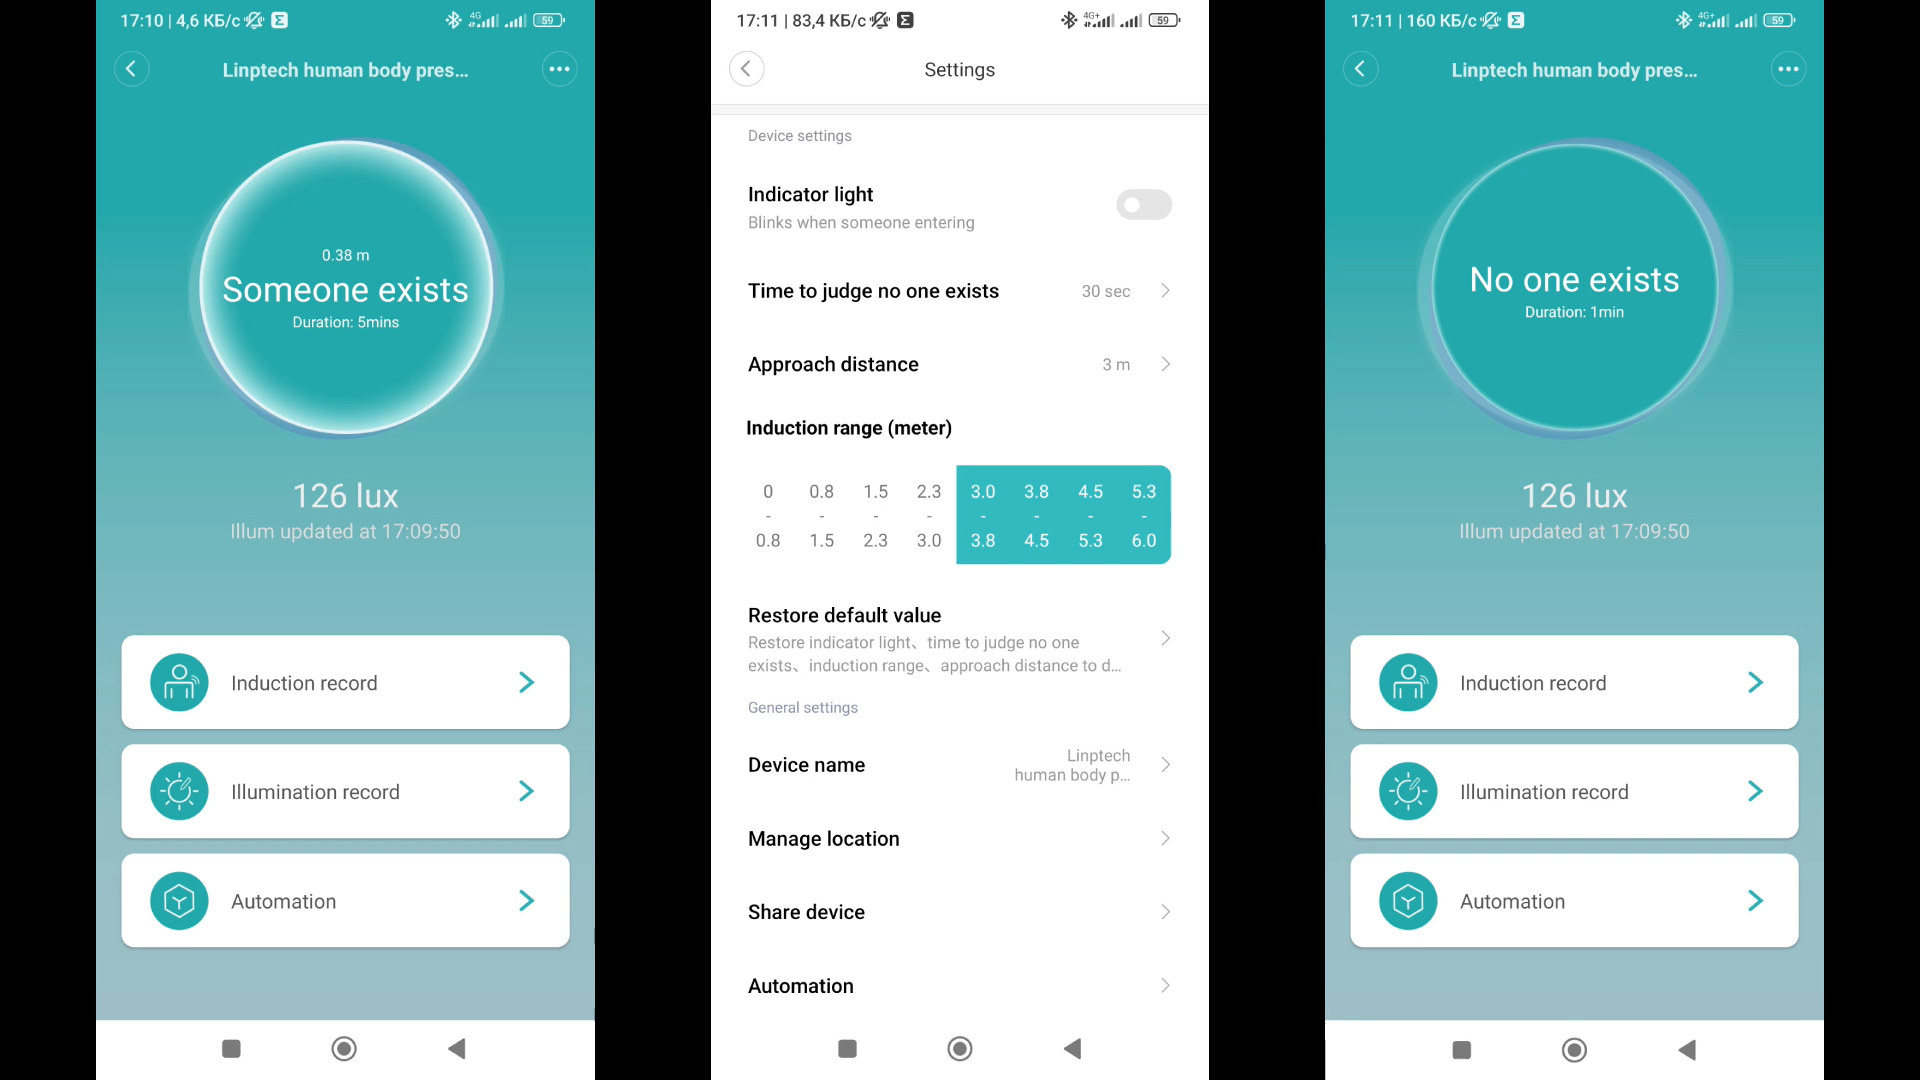 17:10 | 4,6 КБ/с
4G
59
Linptech human body pres...
0.38 m
Someone exists
Duration: 5mins
126 lux
Illum updated at 17:09:50
Induction record
Illumination record
Automation
17:11 | 83,4 КБ/с
4G+
59
Settings
Device settings
Indicator light
Blinks when someone entering
Time to judge no one exists 30 sec
Approach distance 3 m
Induction range (meter)
0 0.8 1.5 2.3 3.0 3.8 4.5 5.3
- - - - - - - -
0.8 1.5 2.3 3.0 3.8 4.5 5.3 6.0
Restore default value
Restore indicator light、time to judge no one
exists、induction range、approach distance to d...
General settings
Device name Linptech
human body p...
Manage location
Share device
Automation
17:11 | 160 КБ/с
4G+
59
Linptech human body pres...
No one exists
Duration: 1min
126 lux
Illum updated at 17:09:50
Induction record
Illumination record
Automation